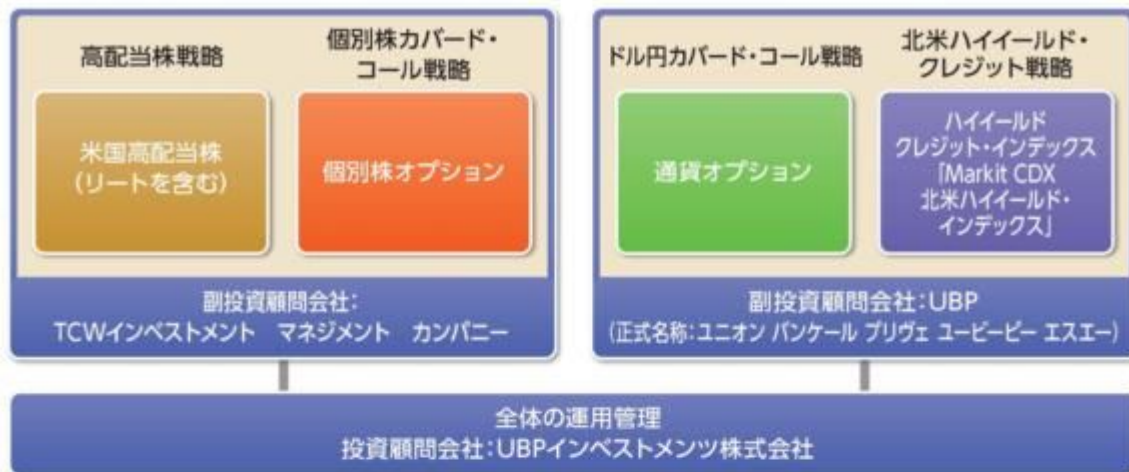 高配当株戦略
個別株カバード・
コール戦略
米国高配当株
(リートを含む)
個別株オプション
副投資顧問会社:
TCWインベストメント　マネジメント　カンパニー
ドル円カバード・コール戦略
北米ハイイールド・
クレジット戦略
通貨オプション
ハイイールド
クレジット・インデックス
「Markit CDX
北米ハイイールド・
インデックス」
副投資顧問会社:UBP
(正式名称:ユニオン バンケール プリヴェ ユービーピー エスエー)
全体の運用管理
投資顧問会社:UBPインベストメンツ株式会社